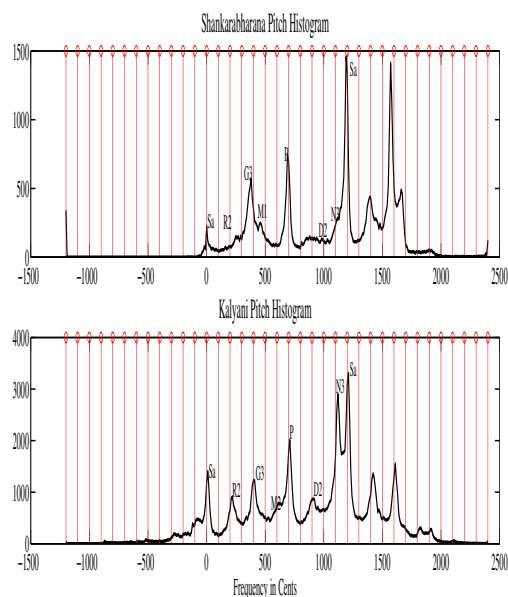 Shankarabharana Pitch Histogram
1500
1000
500
0
Sa
R2
G3
M1
P
D2
N3
Sa
−1500 −1000 −500 0 500 1000 1500 2000 2500
Kalyani Pitch Histogram
4000
3000
2000
1000
0
Sa
R2
G3
M2
P
D2
N3
Sa
−1500 −1000 −500 0 500 1000 1500 2000 2500
Frequency in Cents